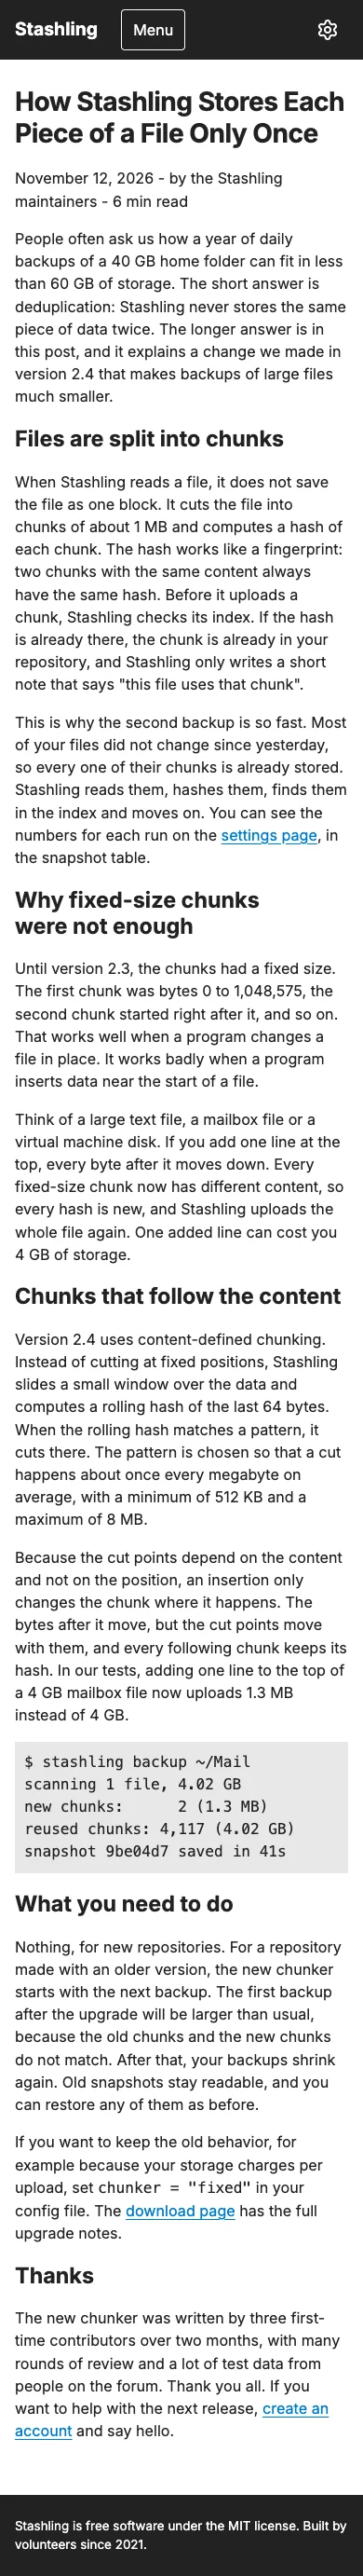 Stashling
Menu
How Stashling Stores Each
Piece of a File Only Once
November 12, 2026 - by the Stashling
maintainers - 6 min read
People often ask us how a year of daily
backups of a 40 GB home folder can fit in less
than 60 GB of storage. The short answer is
deduplication: Stashling never stores the same
piece of data twice. The longer answer is in
this post, and it explains a change we made in
version 2.4 that makes backups of large files
much smaller.
Files are split into chunks
When Stashling reads a file, it does not save
the file as one block. It cuts the file into
chunks of about 1 MB and computes a hash of
each chunk. The hash works like a fingerprint:
two chunks with the same content always
have the same hash. Before it uploads a
chunk, Stashling checks its index. If the hash
is already there, the chunk is already in your
repository, and Stashling only writes a short
note that says "this file uses that chunk".
This is why the second backup is so fast. Most
of your files did not change since yesterday,
so every one of their chunks is already stored.
Stashling reads them, hashes them, finds them
in the index and moves on. You can see the
numbers for each run on the settings page, in
the snapshot table.
Why fixed-size chunks
were not enough
Until version 2.3, the chunks had a fixed size.
The first chunk was bytes 0 to 1,048,575, the
second chunk started right after it, and so on.
That works well when a program changes a
file in place. It works badly when a program
inserts data near the start of a file.
Think of a large text file, a mailbox file or a
virtual machine disk. If you add one line at the
top, every byte after it moves down. Every
fixed-size chunk now has different content, so
every hash is new, and Stashling uploads the
whole file again. One added line can cost you
4 GB of storage.
Chunks that follow the content
Version 2.4 uses content-defined chunking.
Instead of cutting at fixed positions, Stashling
slides a small window over the data and
computes a rolling hash of the last 64 bytes.
When the rolling hash matches a pattern, it
cuts there. The pattern is chosen so that a cut
happens about once every megabyte on
average, with a minimum of 512 KB and a
maximum of 8 MB.
Because the cut points depend on the content
and not on the position, an insertion only
changes the chunk where it happens. The
bytes after it move, but the cut points move
with them, and every following chunk keeps its
hash. In our tests, adding one line to the top of
a 4 GB mailbox file now uploads 1.3 MB
instead of 4 GB.
$ stashling backup ~/Mail
scanning 1 file, 4.02 GB
new chunks:      2 (1.3 MB)
reused chunks: 4,117 (4.02 GB)
snapshot 9be04d7 saved in 41s
What you need to do
Nothing, for new repositories. For a repository
made with an older version, the new chunker
starts with the next backup. The first backup
after the upgrade will be larger than usual,
because the old chunks and the new chunks
do not match. After that, your backups shrink
again. Old snapshots stay readable, and you
can restore any of them as before.
If you want to keep the old behavior, for
example because your storage charges per
upload, set chunker = "fixed" in your
config file. The download page has the full
upgrade notes.
Thanks
The new chunker was written by three first-
time contributors over two months, with many
rounds of review and a lot of test data from
people on the forum. Thank you all. If you
want to help with the next release, create an
account and say hello.
Stashling is free software under the MIT license. Built by
volunteers since 2021.